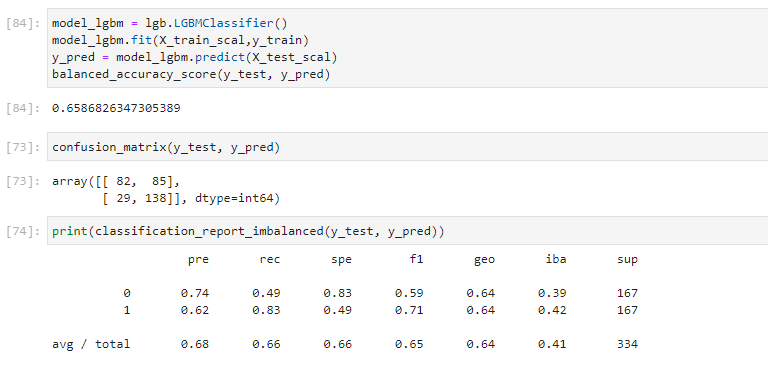 [84]: model_lgbm = lgb.LGBMClassifier()
model_lgbm.fit(X_train_scal,y_train)
y_pred = model_lgbm.predict(X_test_scal)
balanced_accuracy_score(y_test, y_pred)
[84]: 0.6586826347305389
[73]: confusion_matrix(y_test, y_pred)
[73]: array([[ 82,  85],
       [ 29, 138]], dtype=int64)
[74]: print(classification_report_imbalanced(y_test, y_pred))
pre rec spe f1 geo iba sup
0 0.74 0.49 0.83 0.59 0.64 0.39 167
1 0.62 0.83 0.49 0.71 0.64 0.42 167
avg / total 0.68 0.66 0.66 0.65 0.64 0.41 334